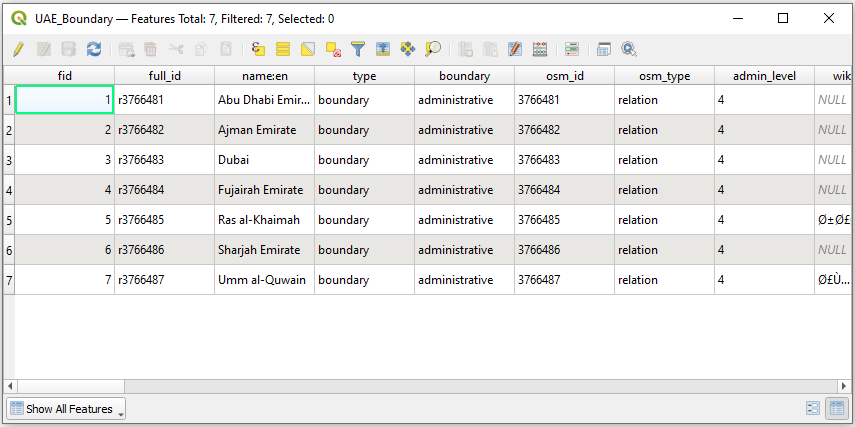 UAE_Boundary — Features Total: 7, Filtered: 7, Selected: 0
fid full_id name:en type boundary osm_id osm_type admin_level wik
1 1 r3766481 Abu Dhabi Emir... boundary administrative 3766481 relation 4 NULL
2 2 r3766482 Ajman Emirate boundary administrative 3766482 relation 4 NULL
3 3 r3766483 Dubai boundary administrative 3766483 relation 4 NULL
4 4 r3766484 Fujairah Emirate boundary administrative 3766484 relation 4 NULL
5 5 r3766485 Ras al-Khaimah boundary administrative 3766485 relation 4 Ø±Ø£
6 6 r3766486 Sharjah Emirate boundary administrative 3766486 relation 4 NULL
7 7 r3766487 Umm al-Quwain boundary administrative 3766487 relation 4 Ø£Ù...
Show All Features